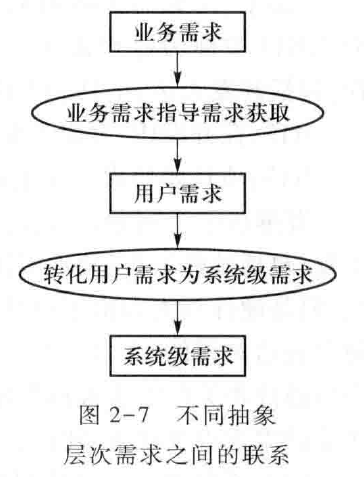 业务需求
业务需求指导需求获取
用户需求
转化用户需求为系统级需求
系统级需求
图 2-7 不同抽象
层次需求之间的联系